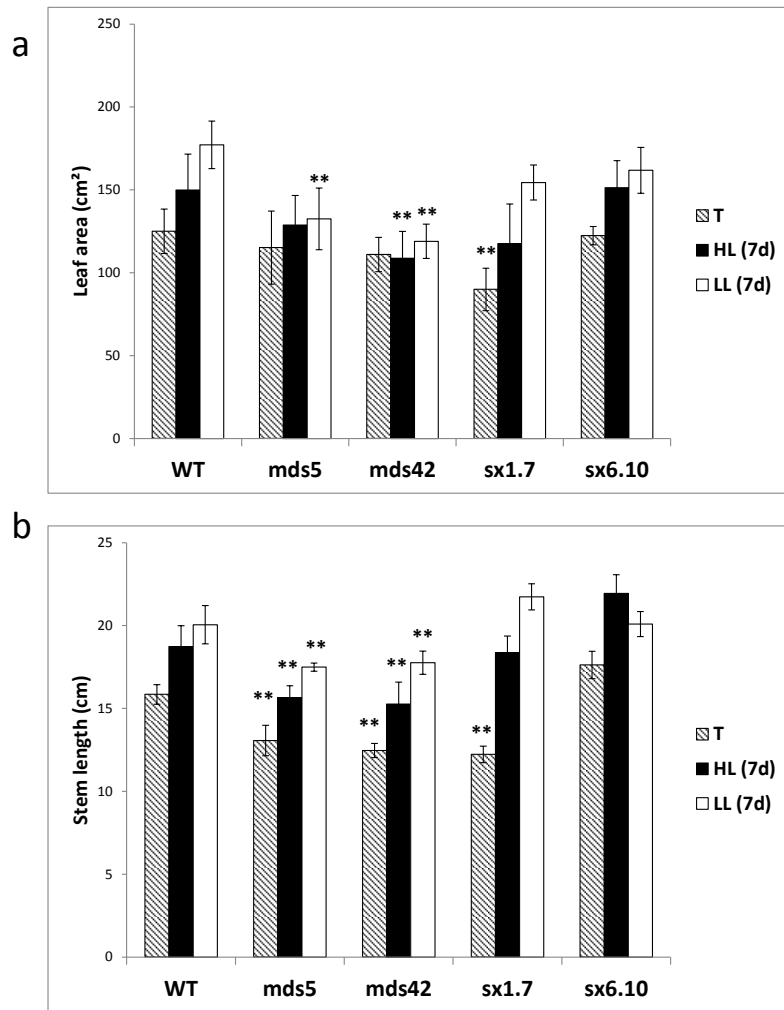 a
250
200
150
100
50
0
Leaf area (cm²)
**
** **
**
WT mds5 mds42 sx1.7 sx6.10
T
HL (7d)
LL (7d)
b
25
20
15
10
5
0
Stem length (cm)
** ** **
** ** **
**
WT mds5 mds42 sx1.7 sx6.10
T
HL (7d)
LL (7d)